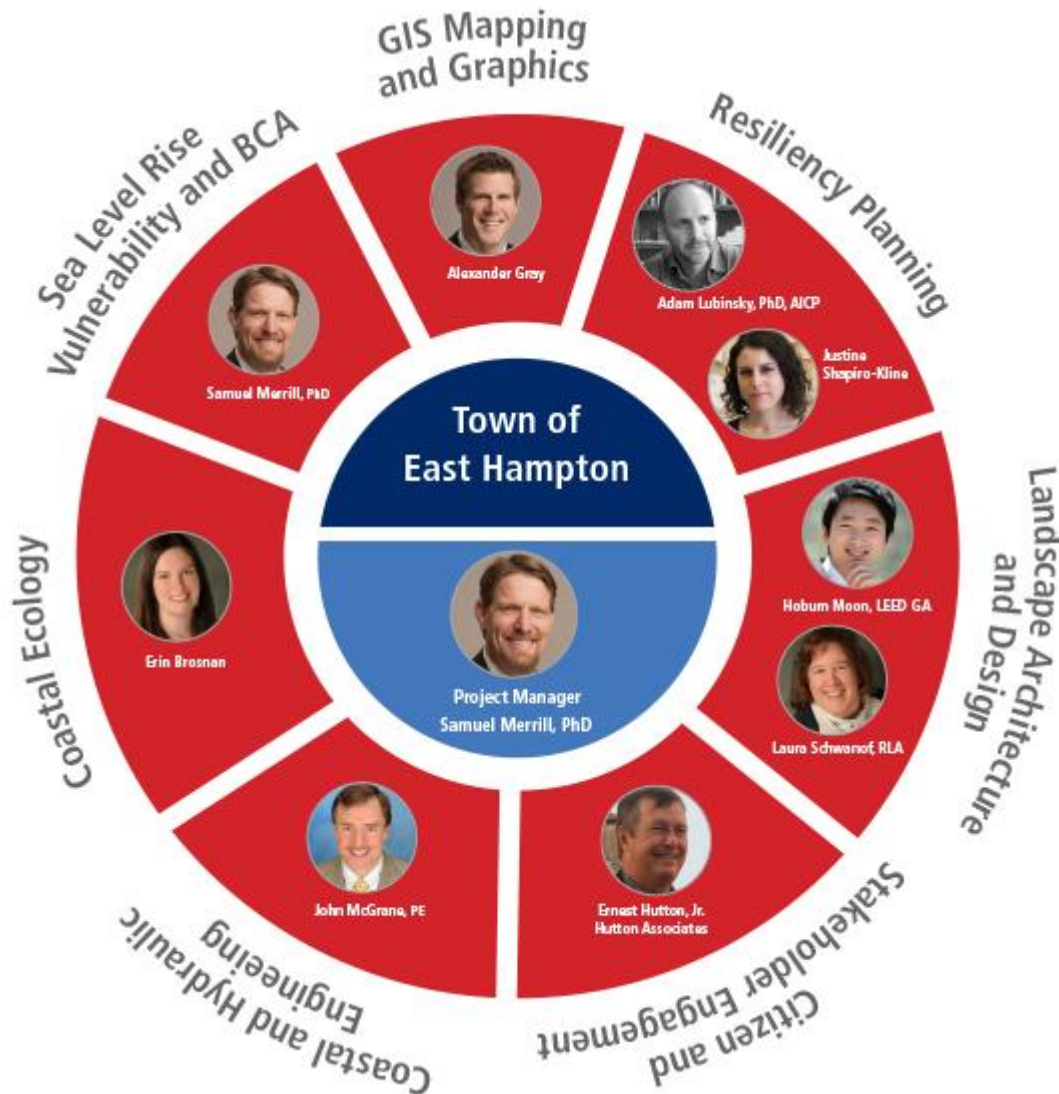 GIS Mapping
and Graphics
Alexander Gray
Resiliency Planning
Adam Lubinsky, PhD, AICP
Justine
Shapiro-Kline
Landscape Architecture
and Design
Hobum Moon, LEED GA
Laura Schwanof, RLA
Citizen and
Stakeholder Engagement
Ernest Hutton, Jr.
Hutton Associates
Coastal and Hydraulic
Engineeing
John McGrane, PE
Coastal Ecology
Erin Brosnan
Sea Level Rise
Vulnerability and BCA
Samuel Merrill, PhD
Town of
East Hampton
Project Manager
Samuel Merrill, PhD